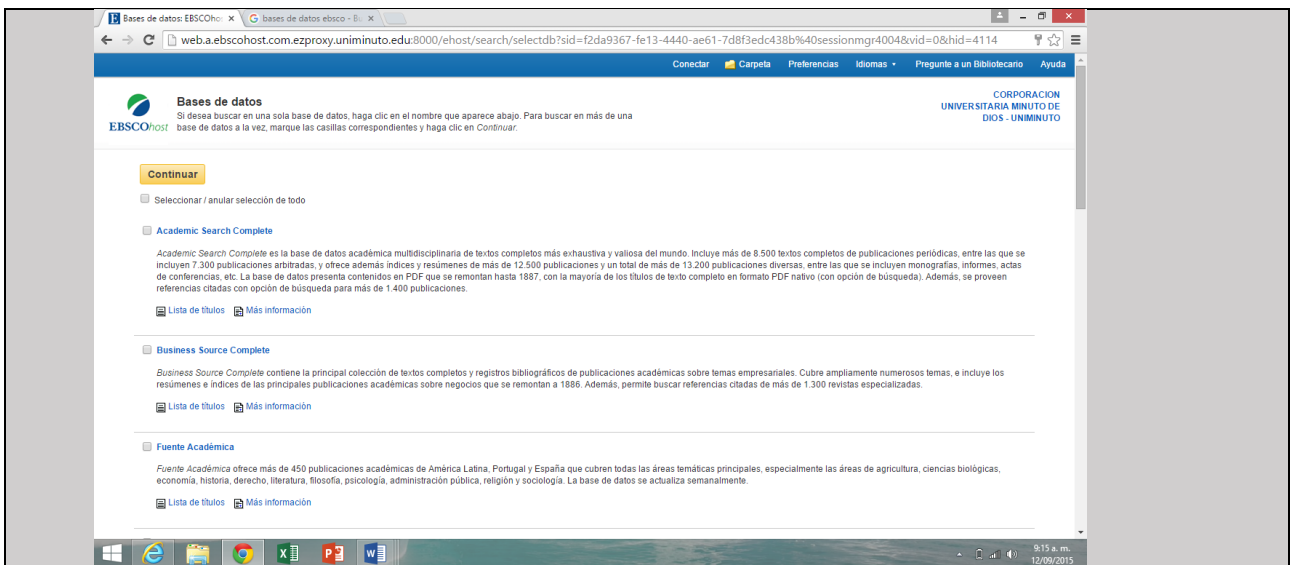 Bases de datos: EBSCOho
G bases de datos ebsco - Bu
web.a.ebscohost.com.ezproxy.uniminuto.edu:8000/ehost/search/selectdb?sid=f2da9367-fe13-4440-ae61-7d8f3edc438b%40sessionmgr4004&vid=0&hid=4114
Conectar Carpeta Preferencias Idiomas Pregunte a un Bibliotecario Ayuda
EBSCOhost
Bases de datos
Si desea buscar en una sola base de datos, haga clic en el nombre que aparece abajo. Para buscar en más de una
base de datos a la vez, marque las casillas correspondientes y haga clic en Continuar.
CORPORACION
UNIVERSITARIA MINUTO DE
DIOS - UNIMINUTO
Continuar
Seleccionar / anular selección de todo
Academic Search Complete
Academic Search Complete es la base de datos académica multidisciplinaria de textos completos más exhaustiva y valiosa del mundo. Incluye más de 8.500 textos completos de publicaciones periódicas, entre las que se
incluyen 7.300 publicaciones arbitradas, y ofrece además índices y resúmenes de más de 12.500 publicaciones y un total de más de 13.200 publicaciones diversas, entre las que se incluyen monografías, informes, actas
de conferencias, etc. La base de datos presenta contenidos en PDF que se remontan hasta 1887, con la mayoría de los títulos de texto completo en formato PDF nativo (con opción de búsqueda). Además, se proveen
referencias citadas con opción de búsqueda para más de 1.400 publicaciones.
Lista de títulos Más información
Business Source Complete
Business Source Complete contiene la principal colección de textos completos y registros bibliográficos de publicaciones académicas sobre temas empresariales. Cubre ampliamente numerosos temas, e incluye los
resúmenes e índices de las principales publicaciones académicas sobre negocios que se remontan a 1886. Además, permite buscar referencias citadas de más de 1.300 revistas especializadas.
Lista de títulos Más información
Fuente Académica
Fuente Académica ofrece más de 450 publicaciones académicas de América Latina, Portugal y España que cubren todas las áreas temáticas principales, especialmente las áreas de agricultura, ciencias biológicas,
economía, historia, derecho, literatura, filosofía, psicología, administración pública, religión y sociología. La base de datos se actualiza semanalmente.
Lista de títulos Más información
9:15 a. m.
12/09/2015